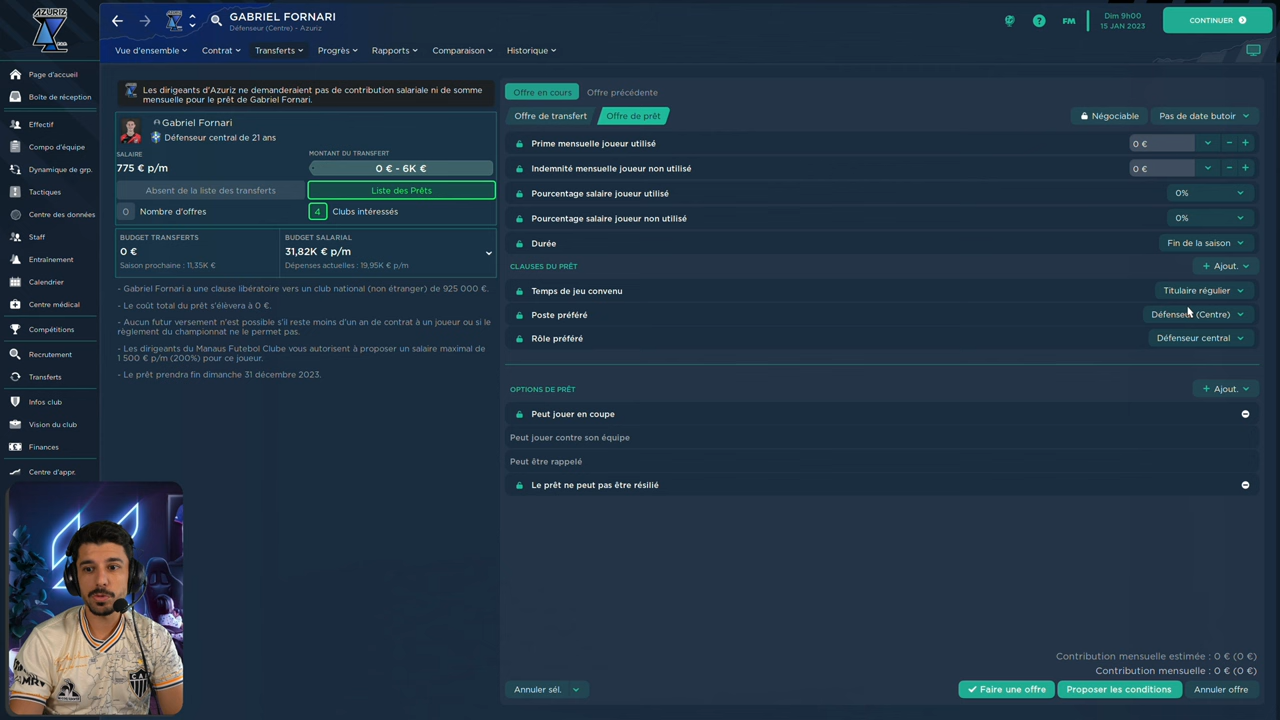 AZURIZ
GABRIEL FORNARI
Défenseur (Centre) - Azuriz
FM
Dim 9h00
15 JAN 2023
CONTINUER
Vue d'ensemble
Contrat
Transferts
Progrès
Rapports
Comparaison
Historique
Page d'accueil
Boîte de réception
Effectif
Compo d'équipe
Dynamique de grp.
Tactiques
Centre des données
Staff
Entraînement
Calendrier
Centre médical
Compétitions
Recrutement
Transferts
Infos club
Vision du club
Finances
Centre d'appr.
Les dirigeants d'Azuriz ne demanderaient pas de contribution salariale ni de somme
mensuelle pour le prêt de Gabriel Fornari.
Gabriel Fornari
Défenseur central de 21 ans
SALAIRE
775 € p/m
MONTANT DU TRANSFERT
0 € - 6K €
Absent de la liste des transferts
Liste des Prêts
0 Nombre d'offres
4 Clubs intéressés
BUDGET TRANSFERTS
0 €
Saison prochaine : 11,35K €
BUDGET SALARIAL
31,82K € p/m
Dépenses actuelles : 19,95K € p/m
- Gabriel Fornari a une clause libératoire vers un club national (non étranger) de 925 000 €.
- Le coût total du prêt s'élèvera à 0 €.
- Aucun futur versement n'est possible s'il reste moins d'un an de contrat à un joueur ou si le
règlement du championnat ne le permet pas.
- Les dirigeants du Manaus Futebol Clube vous autorisent à proposer un salaire maximal de
1 500 € p/m (200%) pour ce joueur.
- Le prêt prendra fin dimanche 31 décembre 2023.
Offre en cours
Offre précédente
Offre de transfert
Offre de prêt
Négociable
Pas de date butoir
Prime mensuelle joueur utilisé 0 €
Indemnité mensuelle joueur non utilisé 0 €
Pourcentage salaire joueur utilisé 0%
Pourcentage salaire joueur non utilisé 0%
Durée Fin de la saison
CLAUSES DU PRÊT + Ajout.
Temps de jeu convenu Titulaire régulier
Poste préféré Défenseur (Centre)
Rôle préféré Défenseur central
OPTIONS DE PRÊT + Ajout.
Peut jouer en coupe
Peut jouer contre son équipe
Peut être rappelé
Le prêt ne peut pas être résilié
Contribution mensuelle estimée : 0 € (0 €)
Contribution mensuelle : 0 € (0 €)
Annuler sél.
Faire une offre
Proposer les conditions
Annuler offre